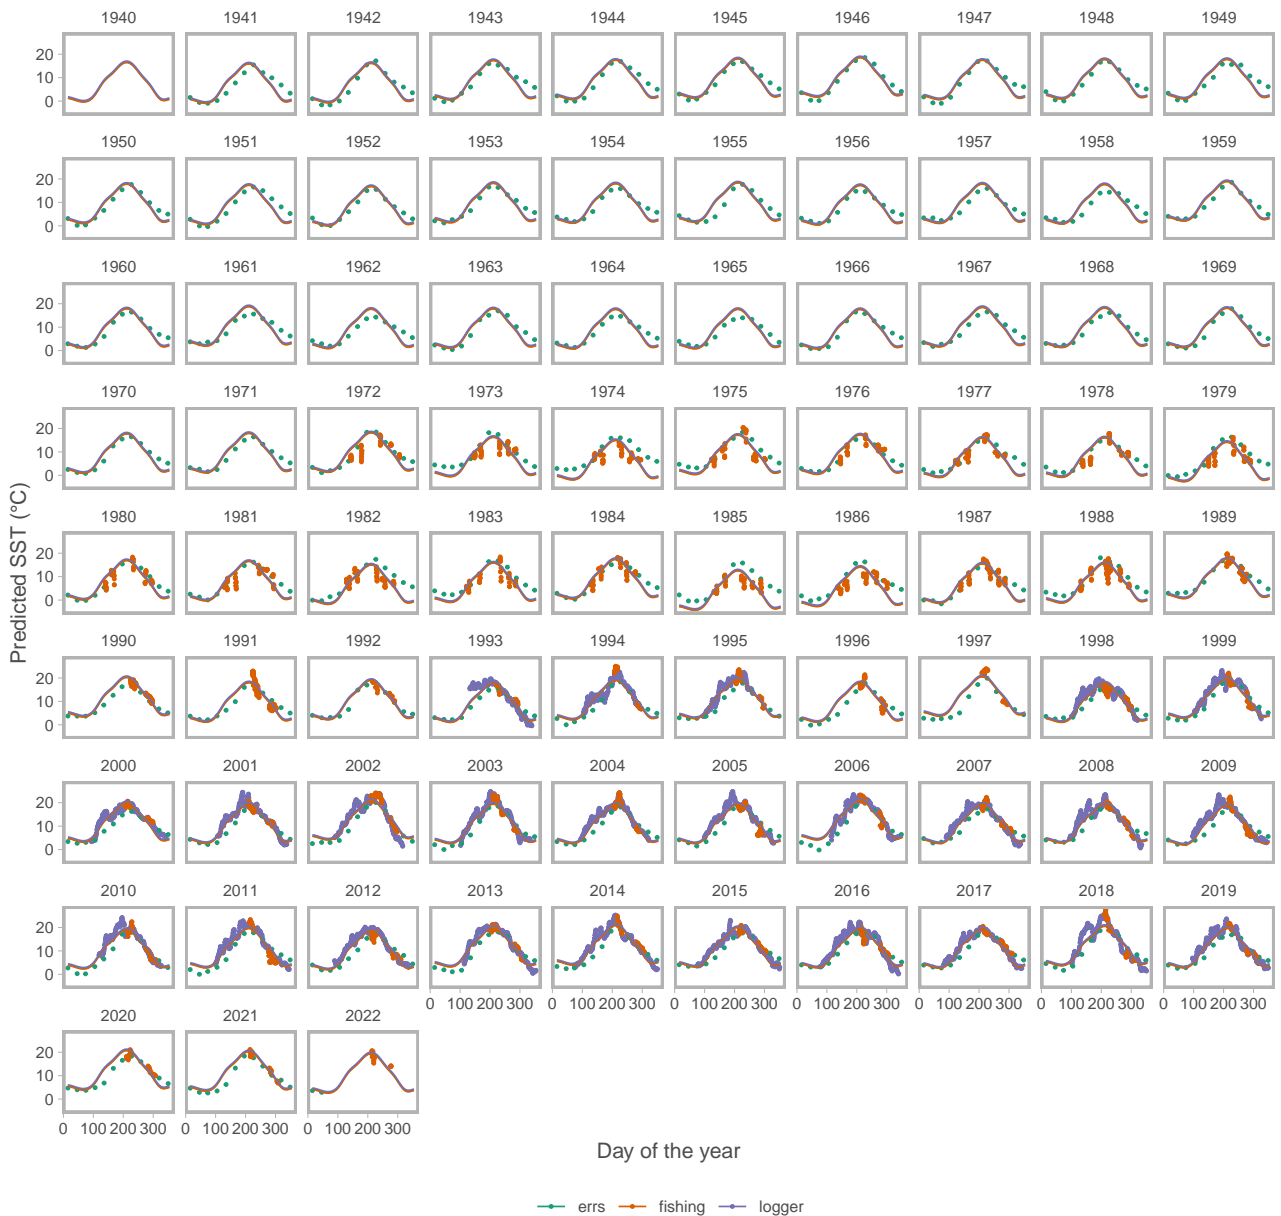 1940 1941 1942 1943 1944 1945 1946 1947 1948 1949
20
10
0
1950 1951 1952 1953 1954 1955 1956 1957 1958 1959
20
10
0
1960 1961 1962 1963 1964 1965 1966 1967 1968 1969
20
10
0
1970 1971 1972 1973 1974 1975 1976 1977 1978 1979
20
10
0
Predicted SST (°C)
1980 1981 1982 1983 1984 1985 1986 1987 1988 1989
20
10
0
1990 1991 1992 1993 1994 1995 1996 1997 1998 1999
20
10
0
2000 2001 2002 2003 2004 2005 2006 2007 2008 2009
20
10
0
2010 2011 2012 2013 2014 2015 2016 2017 2018 2019
20
10
0
0 100 200 300 0 100 200 300 0 100 200 300 0 100 200 300 0 100 200 300 0 100 200 300 0 100 200 300
2020 2021 2022
20
10
0
0 100 200 300 0 100 200 300 0 100 200 300
Day of the year
errs fishing logger